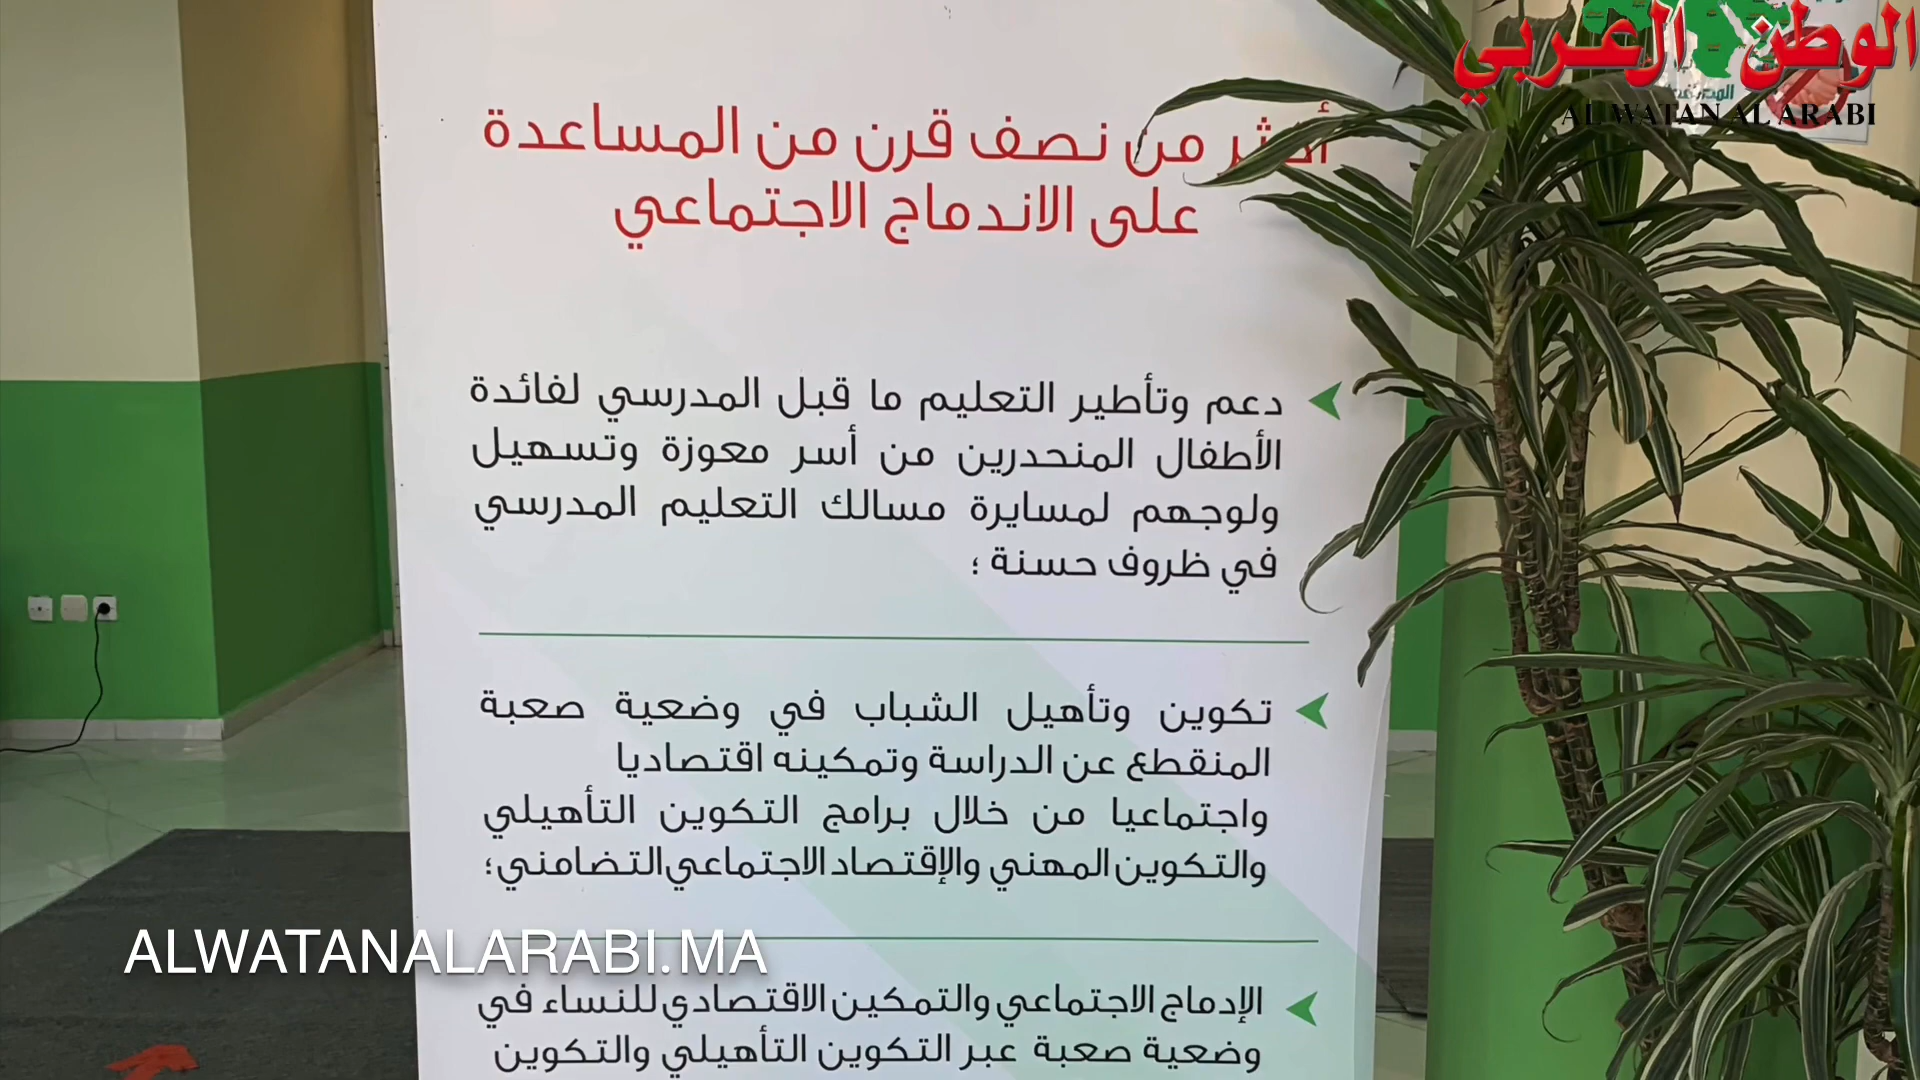 الوطن العربي
AL WATAN AL ARABI
أكثر من نصف قرن من المساعدة
على الاندماج الاجتماعي
دعم وتأطير التعليم ما قبل المدرسي لفائدة
الأطفال المنحدرين من أسر معوزة وتسهيل
ولوجهم لمسايرة مسالك التعليم المدرسي
في ظروف حسنة ؛
تكوين وتأهيل الشباب في وضعية صعبة
المنقطع عن الدراسة وتمكينه اقتصاديا
واجتماعيا من خلال برامج التكوين التأهيلي
والتكوين المهني والإقتصاد الاجتماعي التضامني؛
ALWATANALARABI.MA
الإدماج الاجتماعي والتمكين الاقتصادي للنساء في
وضعية صعبة عبر التكوين التأهيلي والتكوين